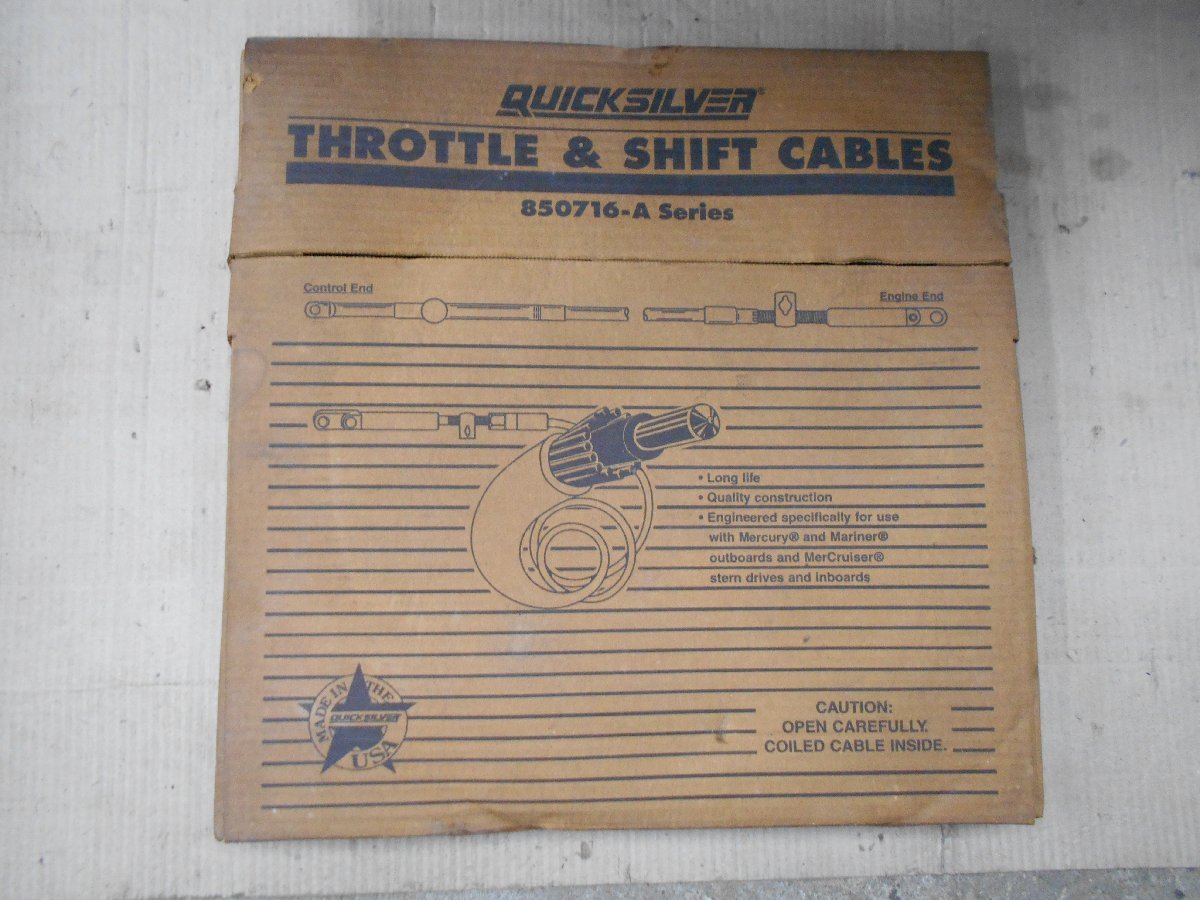 QUICKSILVER®
THROTTLE & SHIFT CABLES
850716-A Series
Control End
Engine End
• Long life
• Quality construction
• Engineered specifically for use
with Mercury® and Mariner®
outboards and MerCruiser®
stern drives and inboards
MADE IN THE
QUICKSILVER
USA
CAUTION:
OPEN CAREFULLY.
COILED CABLE INSIDE.